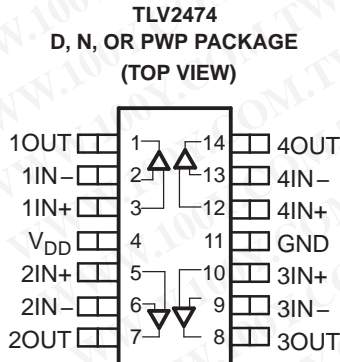 TLV2474
D, N, OR PWP PACKAGE
(TOP VIEW)
1OUT 1 14 4OUT
1IN– 2 13 4IN–
1IN+ 3 12 4IN+
VDD 4 11 GND
2IN+ 5 10 3IN+
2IN– 6 9 3IN–
2OUT 7 8 3OUT